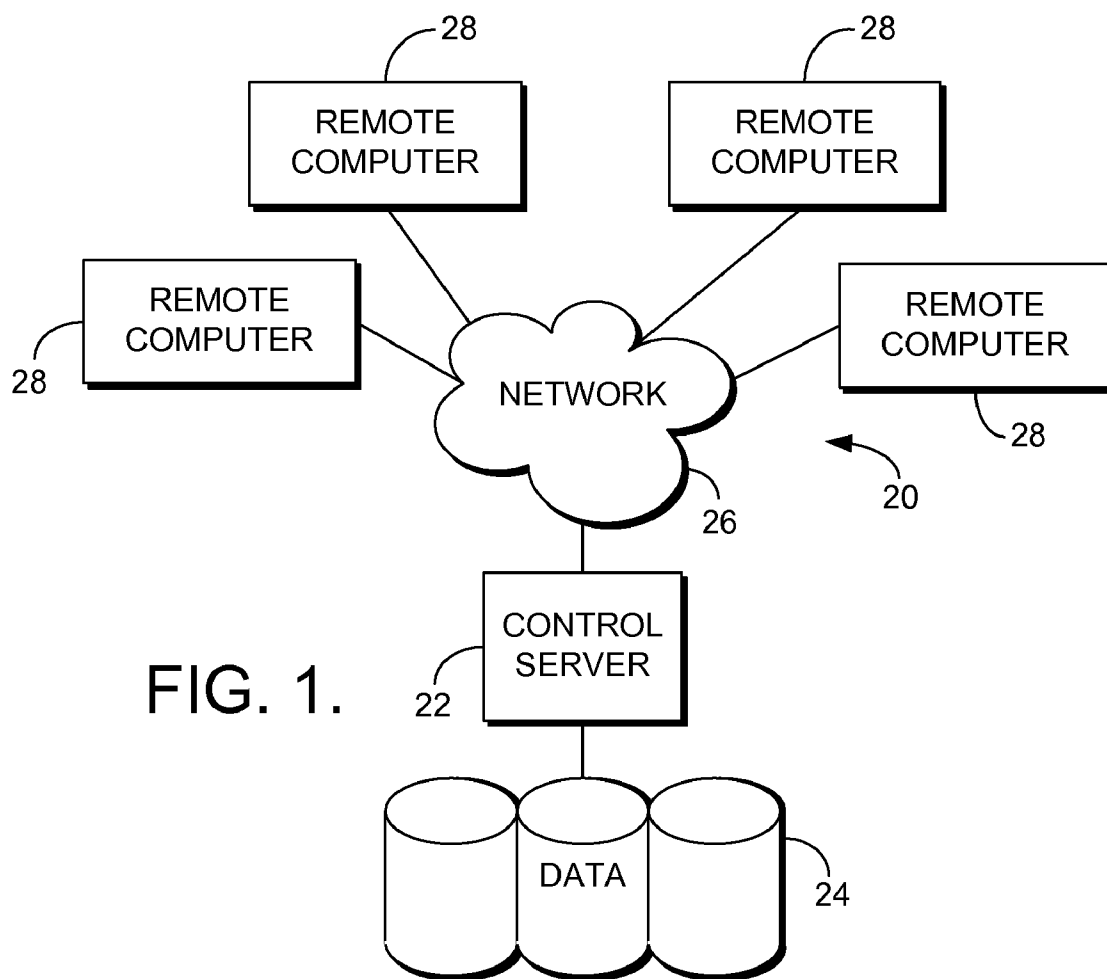 28
28
REMOTE
COMPUTER
REMOTE
COMPUTER
REMOTE
COMPUTER
REMOTE
COMPUTER
28
NETWORK
28
20
26
CONTROL
SERVER
FIG. 1.
22
DATA
24